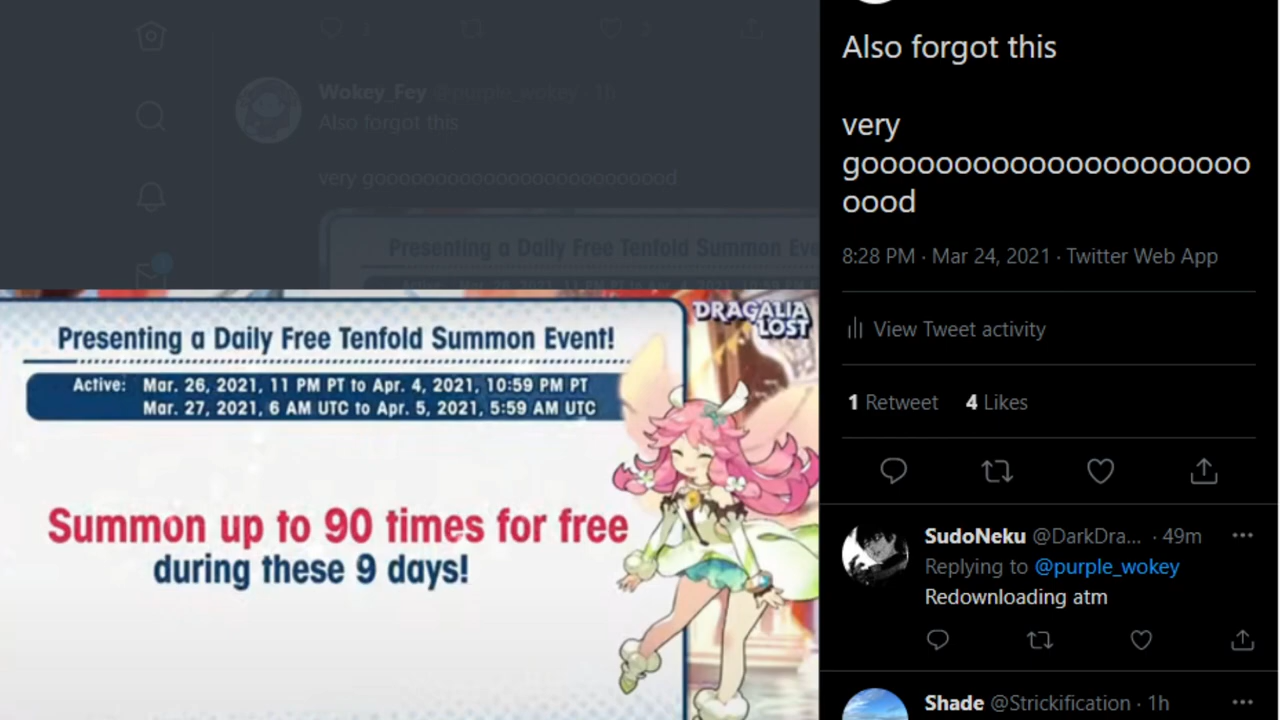 Wokey_Fey @purple_wokey · 1h
Also forgot this
very goooooooooooooooooooooooood
Presenting a Daily Free Tenfold Summon Eve
DRAGALIA
LOST
Presenting a Daily Free Tenfold Summon Event!
Active: Mar. 26, 2021, 11 PM PT to Apr. 4, 2021, 10:59 PM PT
Mar. 27, 2021, 6 AM UTC to Apr. 5, 2021, 5:59 AM UTC
Summon up to 90 times for free
during these 9 days!
Also forgot this
very
gooooooooooooooooooooo
oood
8:28 PM · Mar 24, 2021 · Twitter Web App
View Tweet activity
1 Retweet 4 Likes
SudoNeku @DarkDra... · 49m
Replying to @purple_wokey
Redownloading atm
Shade @Strickification · 1h